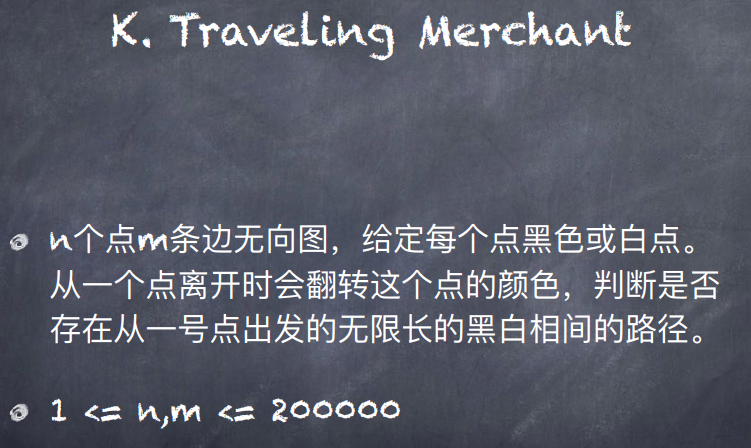 K. Traveling Merchant
n个点m条边无向图，给定每个点黑色或白点。
从一个点离开时会翻转这个点的颜色，判断是否
存在从一号点出发的无限长的黑白相间的路径。
1 <= n,m <= 200000